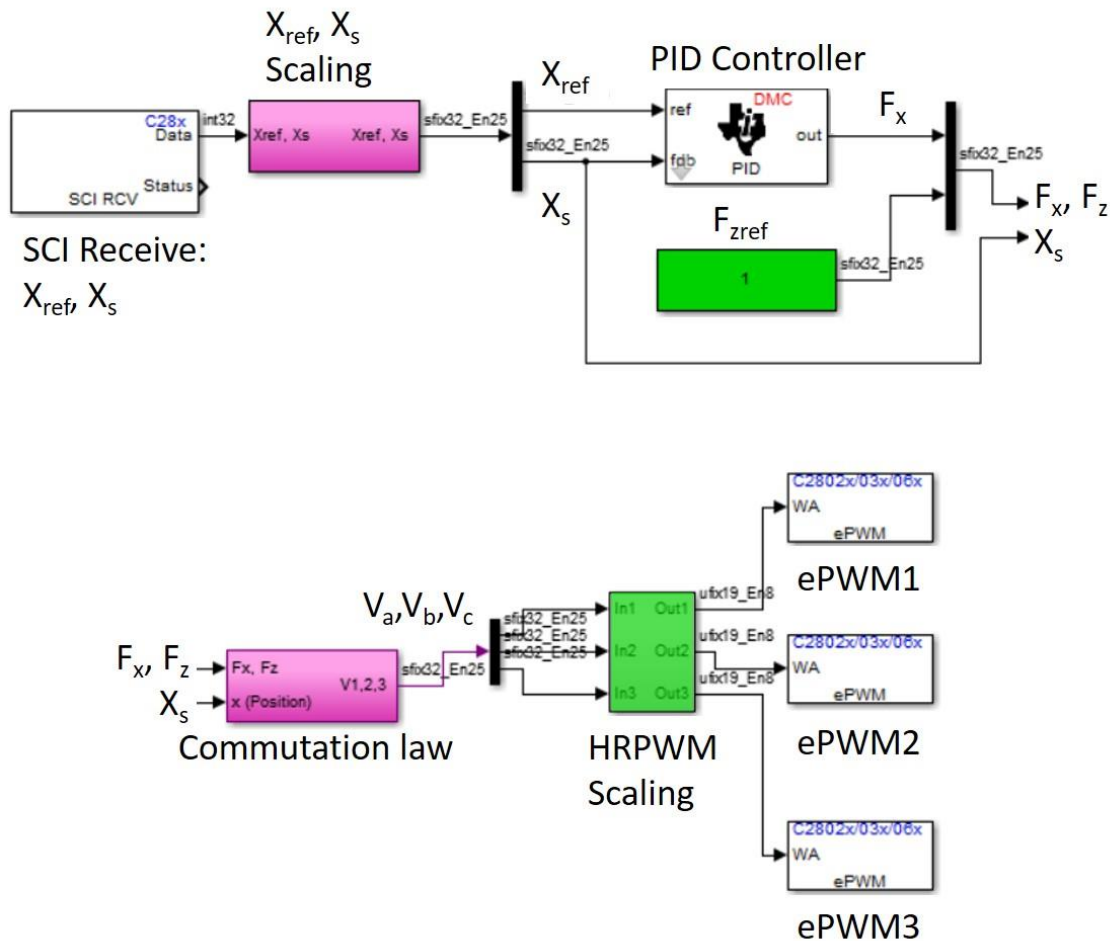 Xref, Xs
Scaling
PID Controller
C28x
Data
Status
SCI RCV
int32
Xref, Xs
Xref, Xs
sfix32_En25
Xref
sfix32_En25
Xs
DMC
ref
fdb
out
PID
Fx
sfix32_En25
Fx, Fz
Xs
SCI Receive:
Xref, Xs
Fzref
1
sfix32_En25
C2802x/03x/06x
WA
ePWM
ePWM1
Va,Vb,Vc
sfix32_En25
sfix32_En25
sfix32_En25
In1
Out1
ufix19_En8
In2
Out2
ufix19_En8
In3
Out3
ufix19_En8
C2802x/03x/06x
WA
ePWM
ePWM2
Fx, Fz
Xs
Fx, Fz
x (Position)
V1,2,3
sfix32_En25
Commutation law
HRPWM
Scaling
C2802x/03x/06x
WA
ePWM
ePWM3